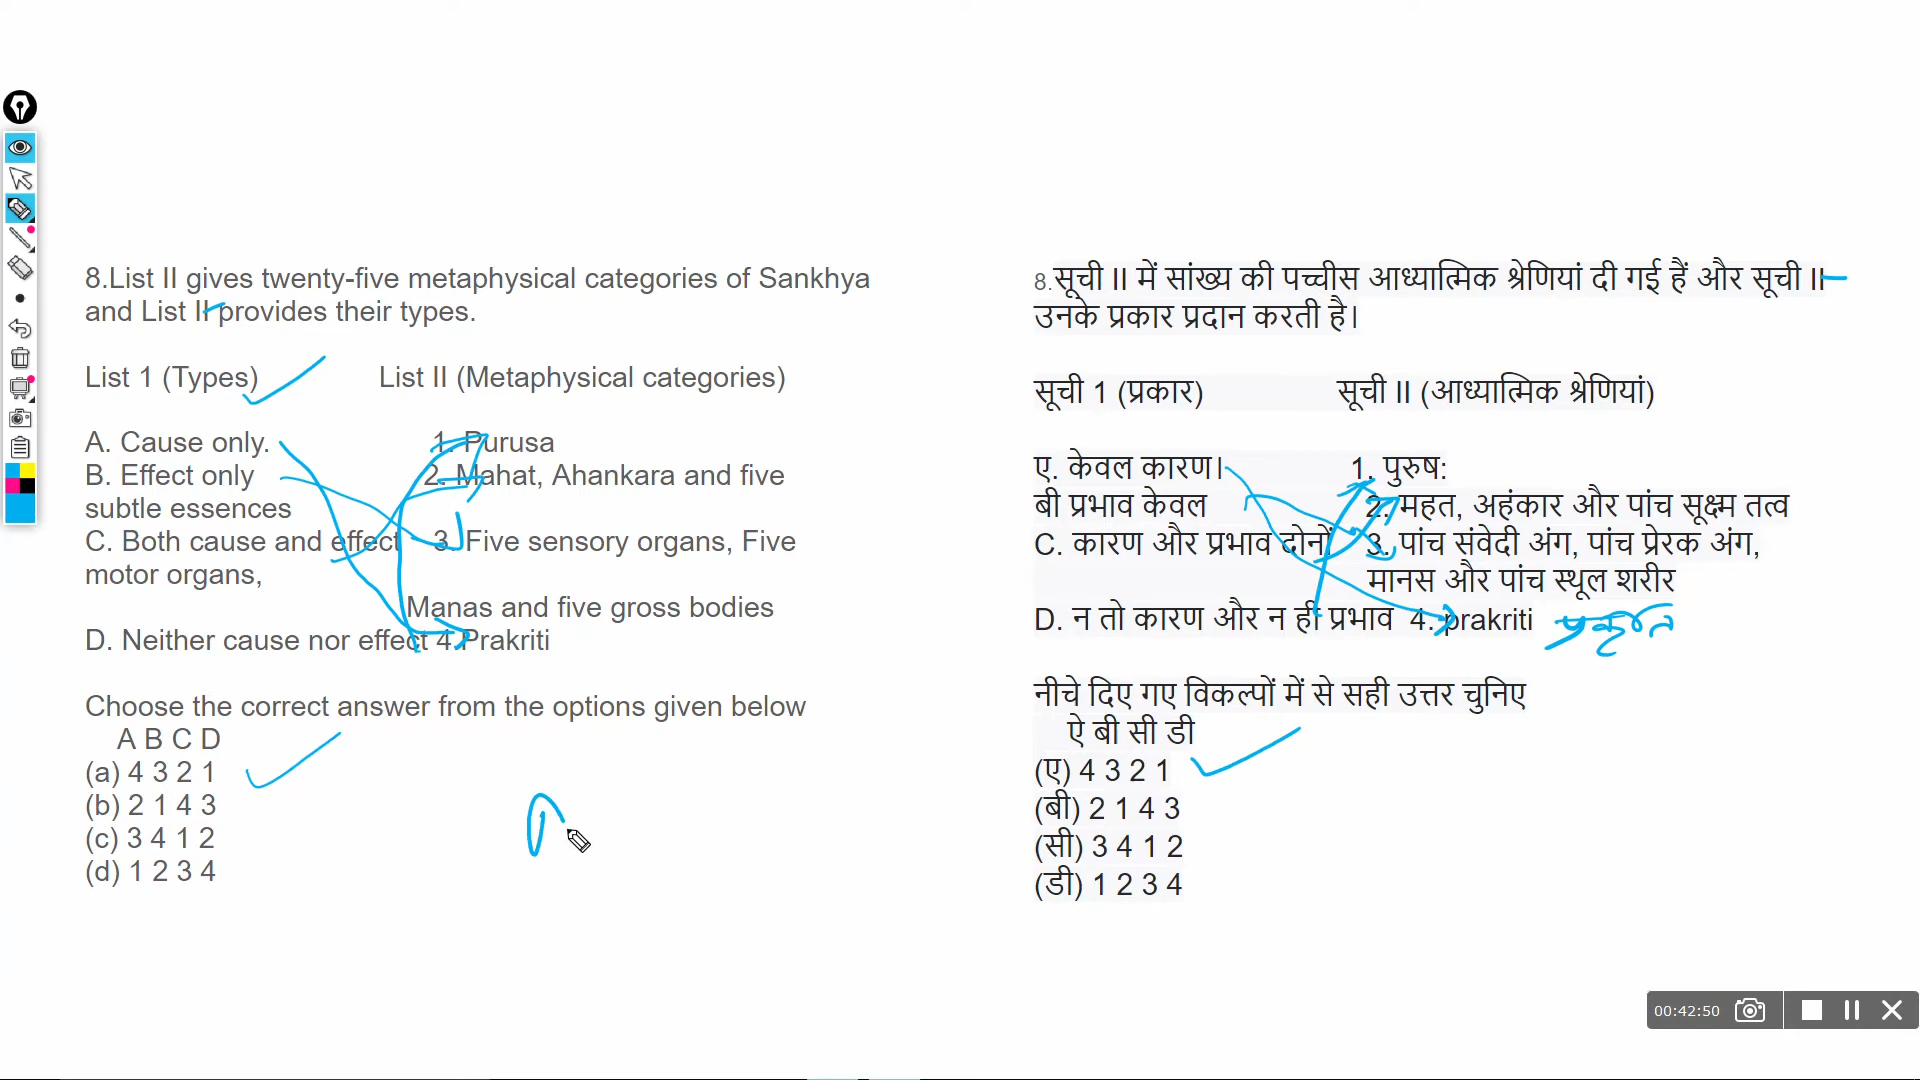 8.List II gives twenty-five metaphysical categories of Sankhya
and List II provides their types.
List 1 (Types) List II (Metaphysical categories)
A. Cause only. 1. Purusa
B. Effect only 2. Mahat, Ahankara and five
subtle essences
C. Both cause and effect 3. Five sensory organs, Five
motor organs,
Manas and five gross bodies
D. Neither cause nor effect 4.Prakriti
Choose the correct answer from the options given below
A B C D
(a) 4 3 2 1
(b) 2 1 4 3
(c) 3 4 1 2
(d) 1 2 3 4
8.सूची II में सांख्य की पच्चीस आध्यात्मिक श्रेणियां दी गई हैं और सूची II
उनके प्रकार प्रदान करती है।
सूची 1 (प्रकार) सूची II (आध्यात्मिक श्रेणियां)
ए. केवल कारण। 1. पुरुष:
बी प्रभाव केवल 2. महत, अहंकार और पांच सूक्ष्म तत्व
C. कारण और प्रभाव दोनों 3. पांच संवेदी अंग, पांच प्रेरक अंग,
मानस और पांच स्थूल शरीर
D. न तो कारण और न ही प्रभाव 4. prakriti प्रकृति
नीचे दिए गए विकल्पों में से सही उत्तर चुनिए
ऐ बी सी डी
(ए) 4 3 2 1
(बी) 2 1 4 3
(सी) 3 4 1 2
(डी) 1 2 3 4
00:42:50